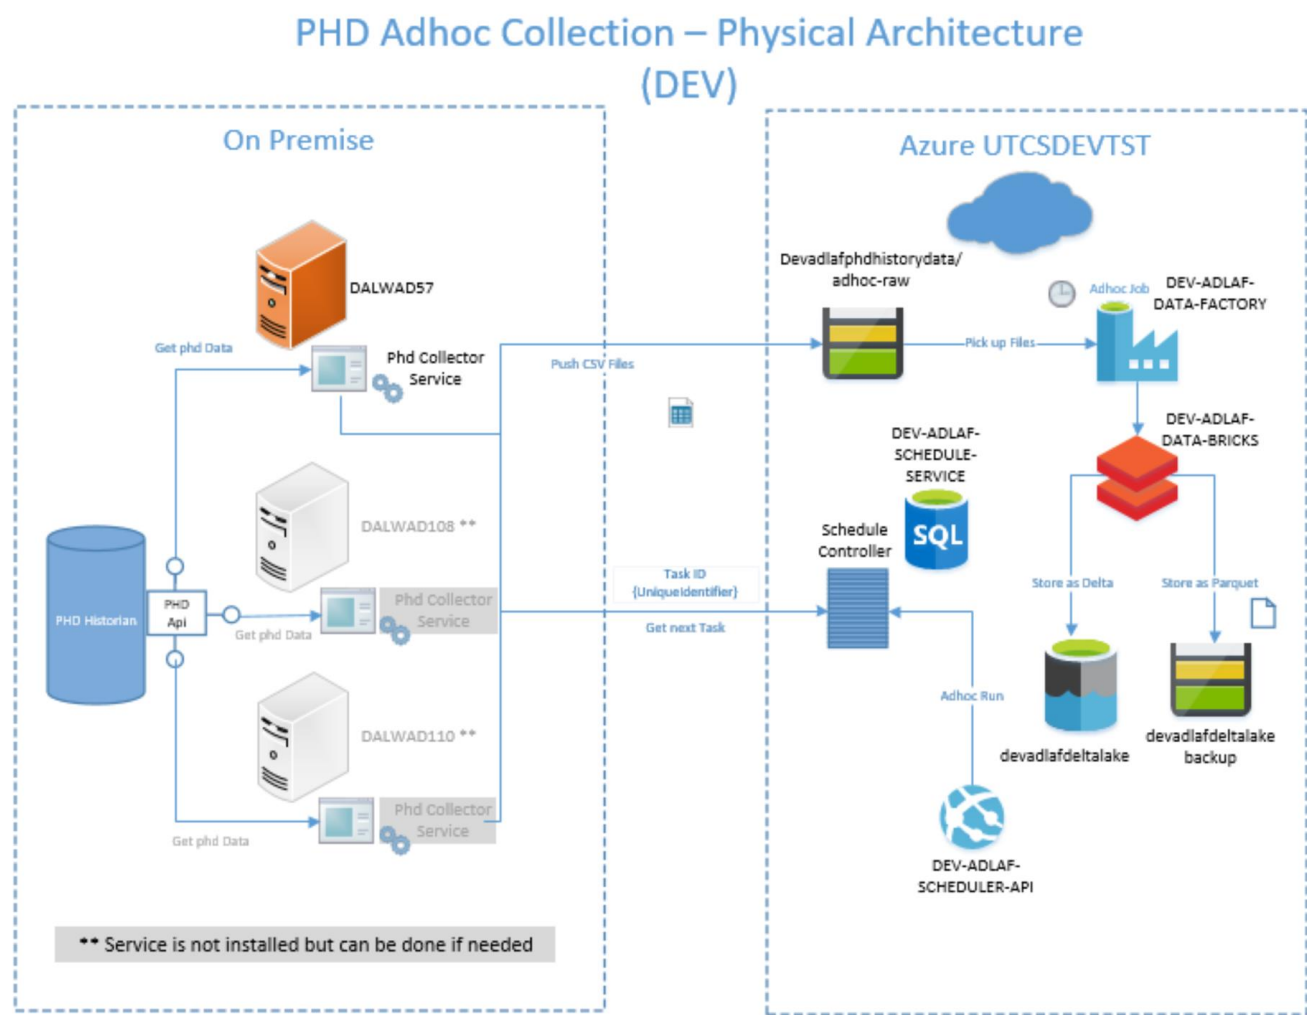 PHD Adhoc Collection – Physical Architecture
(DEV)
On Premise
DALWAD57
Get phd Data
Phd Collector
Service
DALWAD108 **
PHD Historian
PHD
Api
Get phd Data
Phd Collector
Service
DALWAD110 **
Get phd Data
Phd Collector
Service
** Service is not installed but can be done if needed
Push CSV Files
Task ID
{UniqueIdentifier}
Get next Task
Azure UTCSDEVTST
Devadlafphdhistorydata/
adhoc-raw
Pick up Files
Adhoc Job
DEV-ADLAF-
DATA-FACTORY
DEV-ADLAF-
DATA-BRICKS
DEV-ADLAF-
SCHEDULE-
SERVICE
SQL
Schedule
Controller
Store as Delta
Store as Parquet
Adhoc Run
devadlafdeltalake
devadlafdeltalake
backup
DEV-ADLAF-
SCHEDULER-API